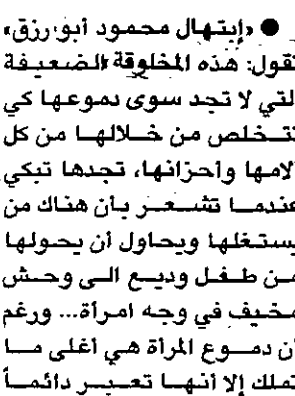 ● «إبتهال محمود أبو رزق»
تقول: هذه المخلوقة الضعيفة
التي لا تجد سوى دموعها كي
تتخلص من خلالها من كل
آلامها وأحزانها، تجدها تبكي
عندما تشعر بأن هناك من
يستغلها ويحاول أن يحولها
من طفل وديع الى وحش
مخيف في وجه امرأة... ورغم
أن دموع المرأة هي أغلى ما
تملك إلا أنها تعبر دائماً